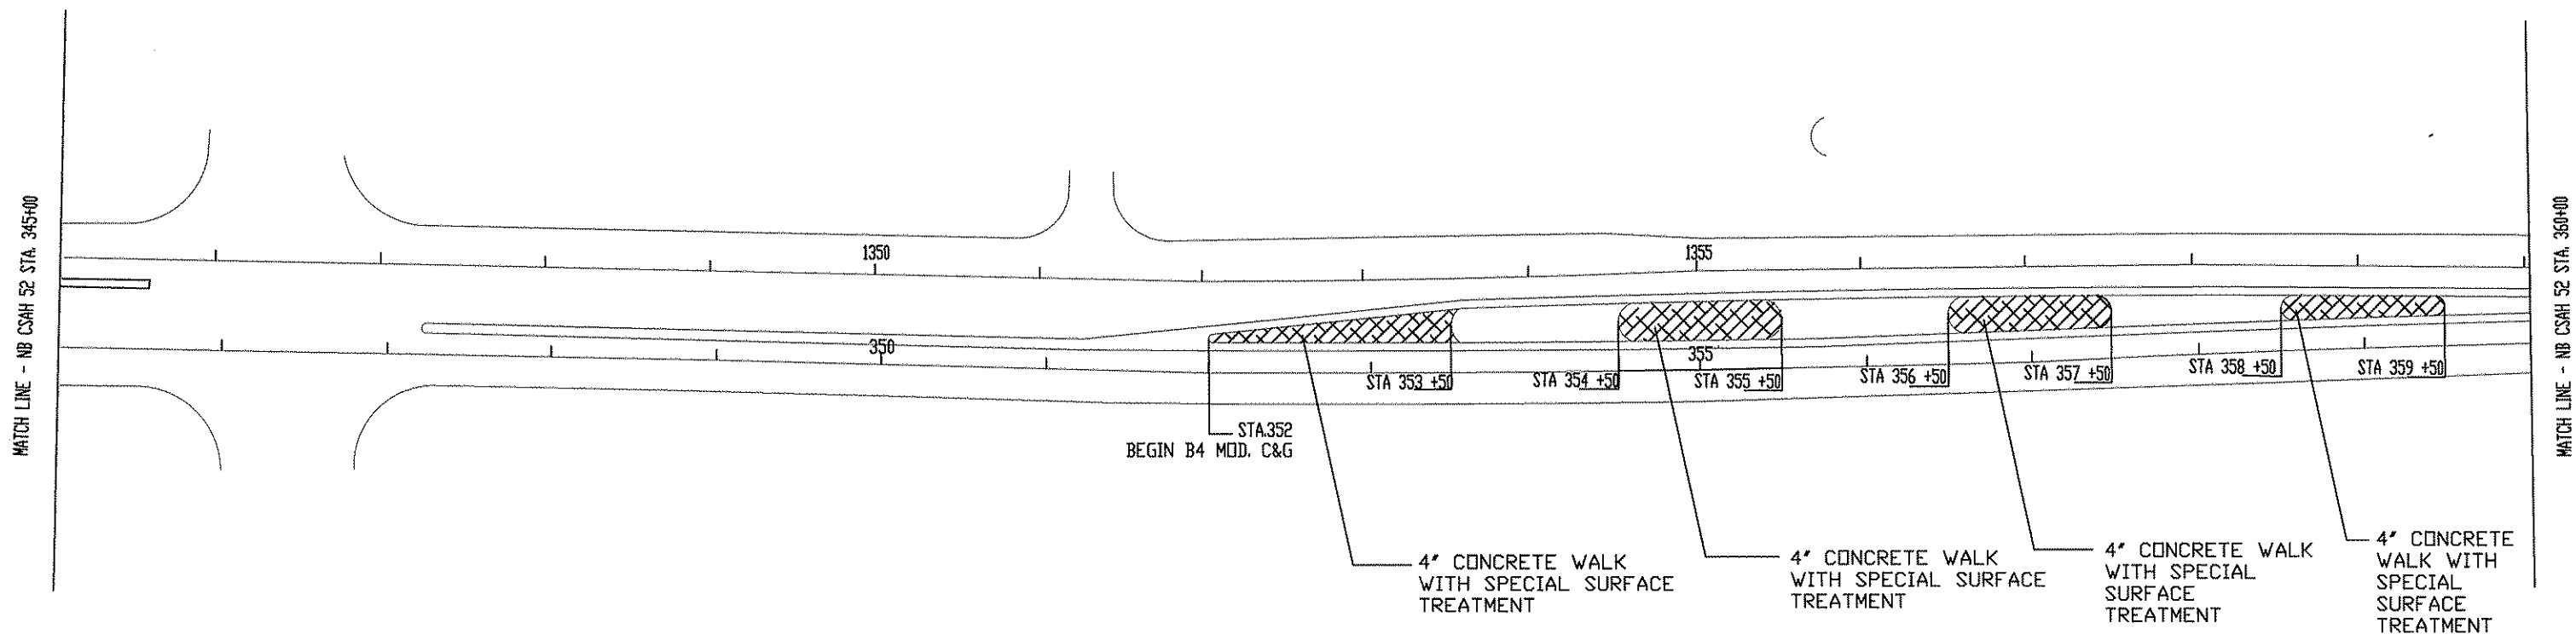 MATCH LINE - NB CSAH 52 STA. 345+00
1350
1355
350
355
STA 353 +50
STA 354 +50
STA 355 +50
STA 356 +50
STA 357 +50
STA 358 +50
STA 359 +50
STA.352
BEGIN B4 MOD. C&G
4" CONCRETE WALK
WITH SPECIAL SURFACE
TREATMENT
4" CONCRETE WALK
WITH SPECIAL SURFACE
TREATMENT
4" CONCRETE WALK
WITH SPECIAL
SURFACE
TREATMENT
4" CONCRETE
WALK WITH
SPECIAL
SURFACE
TREATMENT
MATCH LINE - NB CSAH 52 STA. 360+00